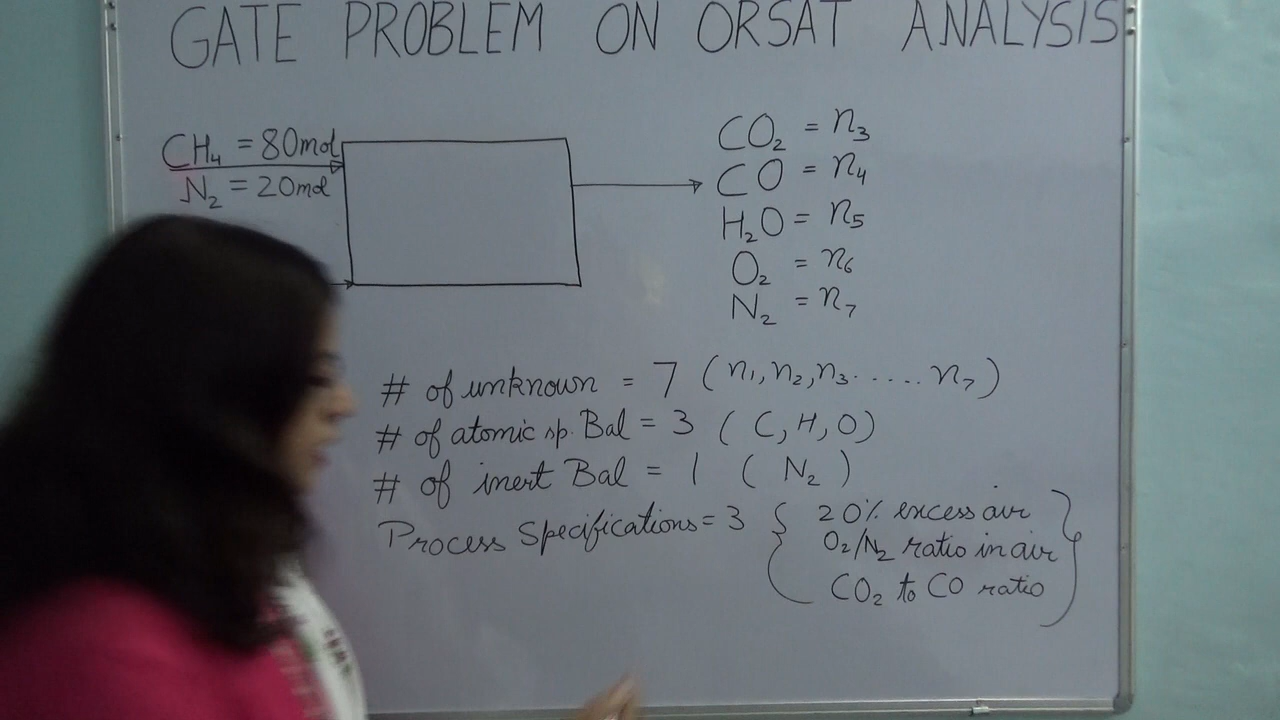 GATE PROBLEM ON ORSAT ANALYSIS
CH₄ = 80mol
N₂ = 20mol
CO₂ = n₃
CO = n₄
H₂O = n₅
O₂ = n₆
N₂ = n₇
# of unknown = 7 (n₁, n₂, n₃ ..... n₇)
# of atomic sp. Bal = 3 ( C, H, O)
# of inert Bal = 1 ( N₂ )
Process Specifications = 3 { 20% excess air
O₂/N₂ ratio in air
CO₂ to CO ratio }